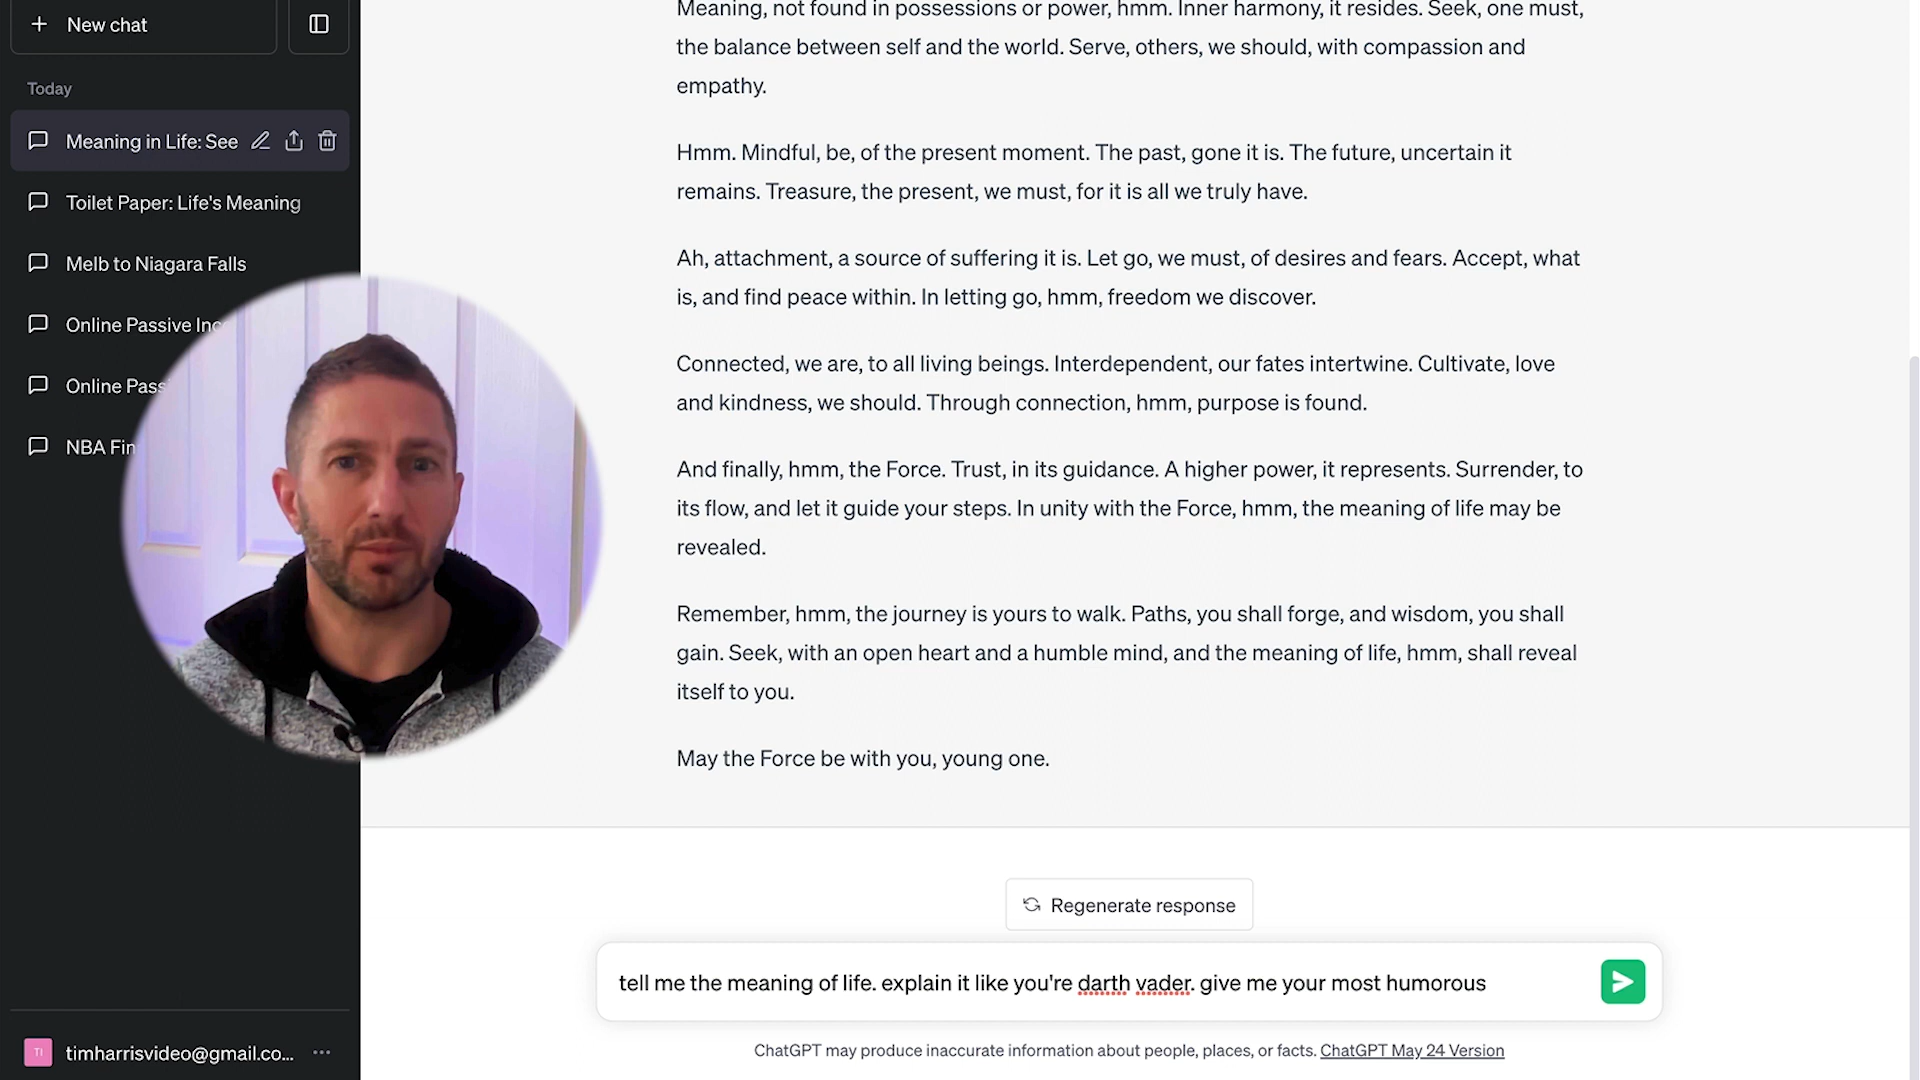 New chat
Today
Meaning in Life: See
Toilet Paper: Life's Meaning
Melb to Niagara Falls
Online Passive Inc
Online Pass
NBA Fin
TI
timharrisvideo@gmail.co...
Meaning, not found in possessions or power, hmm. Inner harmony, it resides. Seek, one must,
the balance between self and the world. Serve, others, we should, with compassion and
empathy.
Hmm. Mindful, be, of the present moment. The past, gone it is. The future, uncertain it
remains. Treasure, the present, we must, for it is all we truly have.
Ah, attachment, a source of suffering it is. Let go, we must, of desires and fears. Accept, what
is, and find peace within. In letting go, hmm, freedom we discover.
Connected, we are, to all living beings. Interdependent, our fates intertwine. Cultivate, love
and kindness, we should. Through connection, hmm, purpose is found.
And finally, hmm, the Force. Trust, in its guidance. A higher power, it represents. Surrender, to
its flow, and let it guide your steps. In unity with the Force, hmm, the meaning of life may be
revealed.
Remember, hmm, the journey is yours to walk. Paths, you shall forge, and wisdom, you shall
gain. Seek, with an open heart and a humble mind, and the meaning of life, hmm, shall reveal
itself to you.
May the Force be with you, young one.
Regenerate response
tell me the meaning of life. explain it like you're darth vader. give me your most humorous
ChatGPT may produce inaccurate information about people, places, or facts. ChatGPT May 24 Version